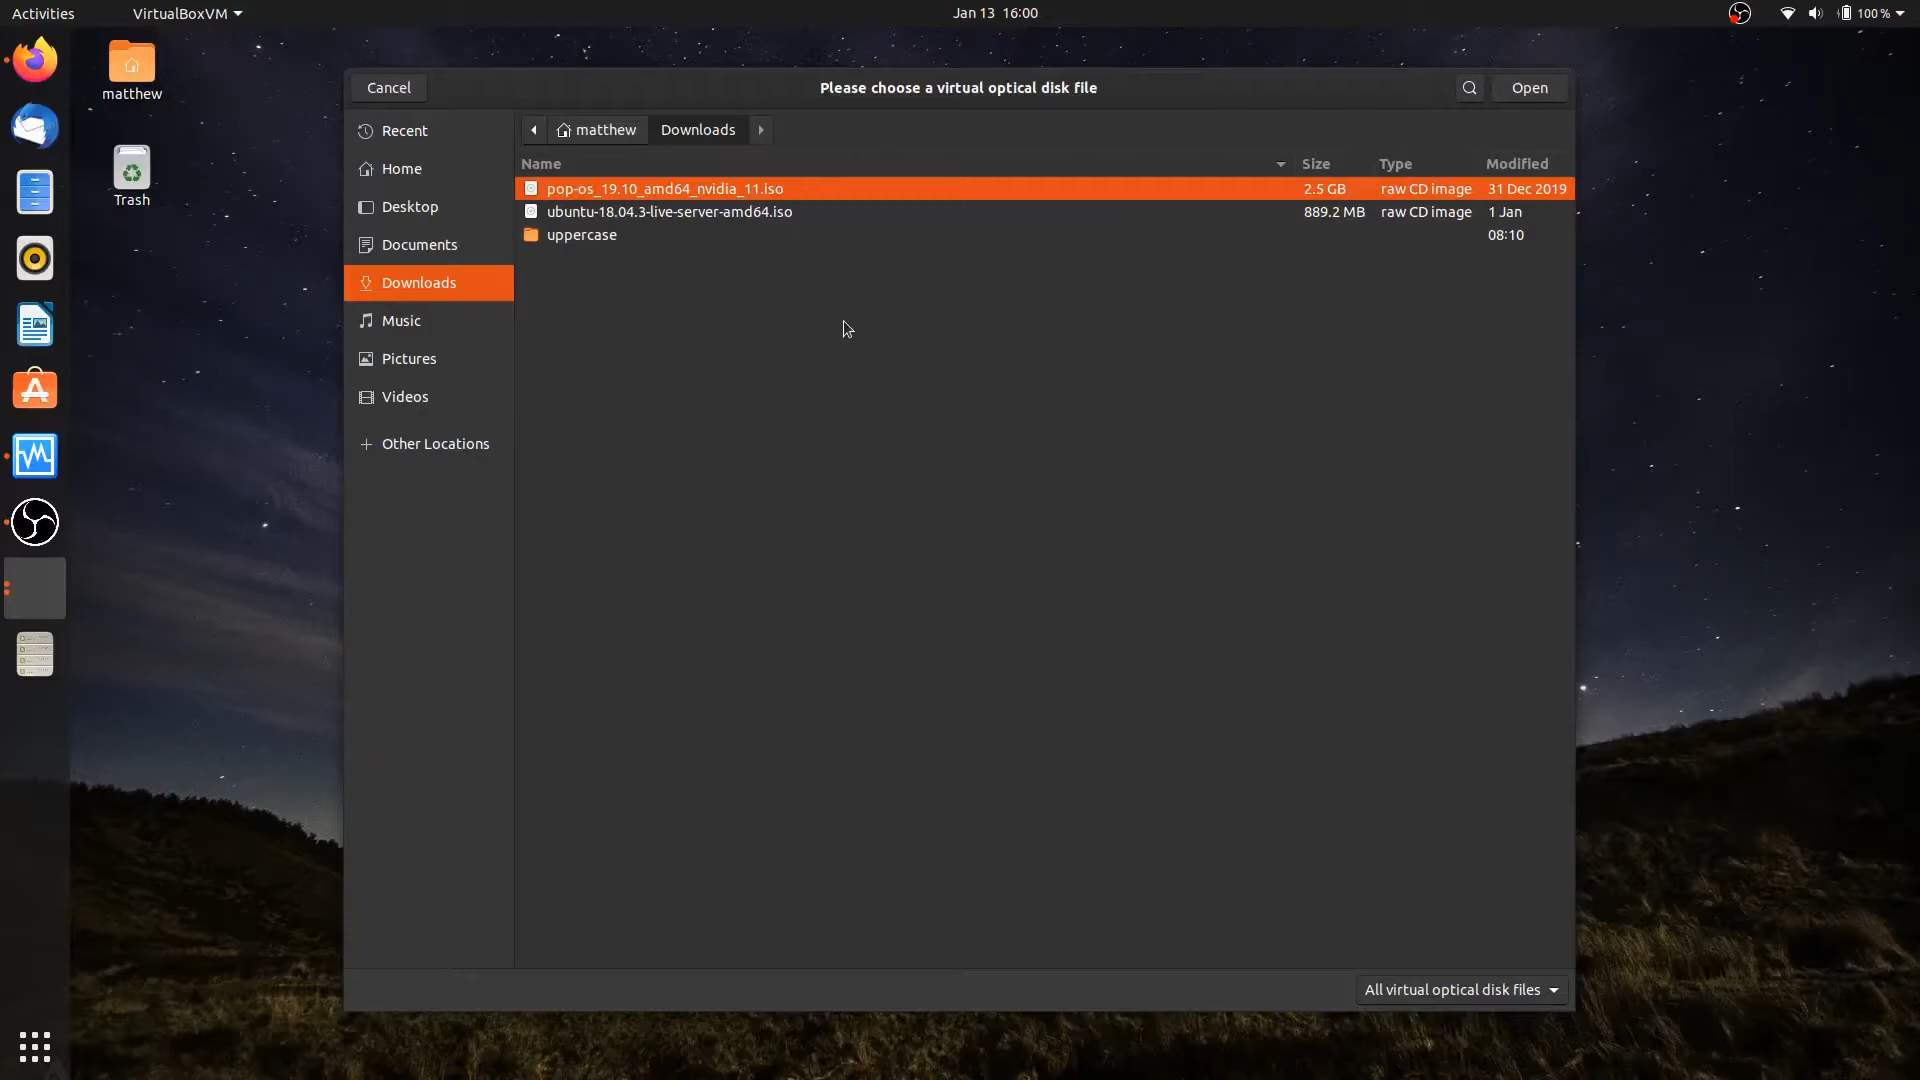 Activities VirtualBoxVM Jan 13 16:00 100 %
matthew
Trash
Cancel Please choose a virtual optical disk file Open
Recent
Home
Desktop
Documents
Downloads
Music
Pictures
Videos
Other Locations
matthew Downloads
Name Size Type Modified
pop-os_19.10_amd64_nvidia_11.iso 2.5 GB raw CD image 31 Dec 2019
ubuntu-18.04.3-live-server-amd64.iso 889.2 MB raw CD image 1 Jan
uppercase 08:10
All virtual optical disk files